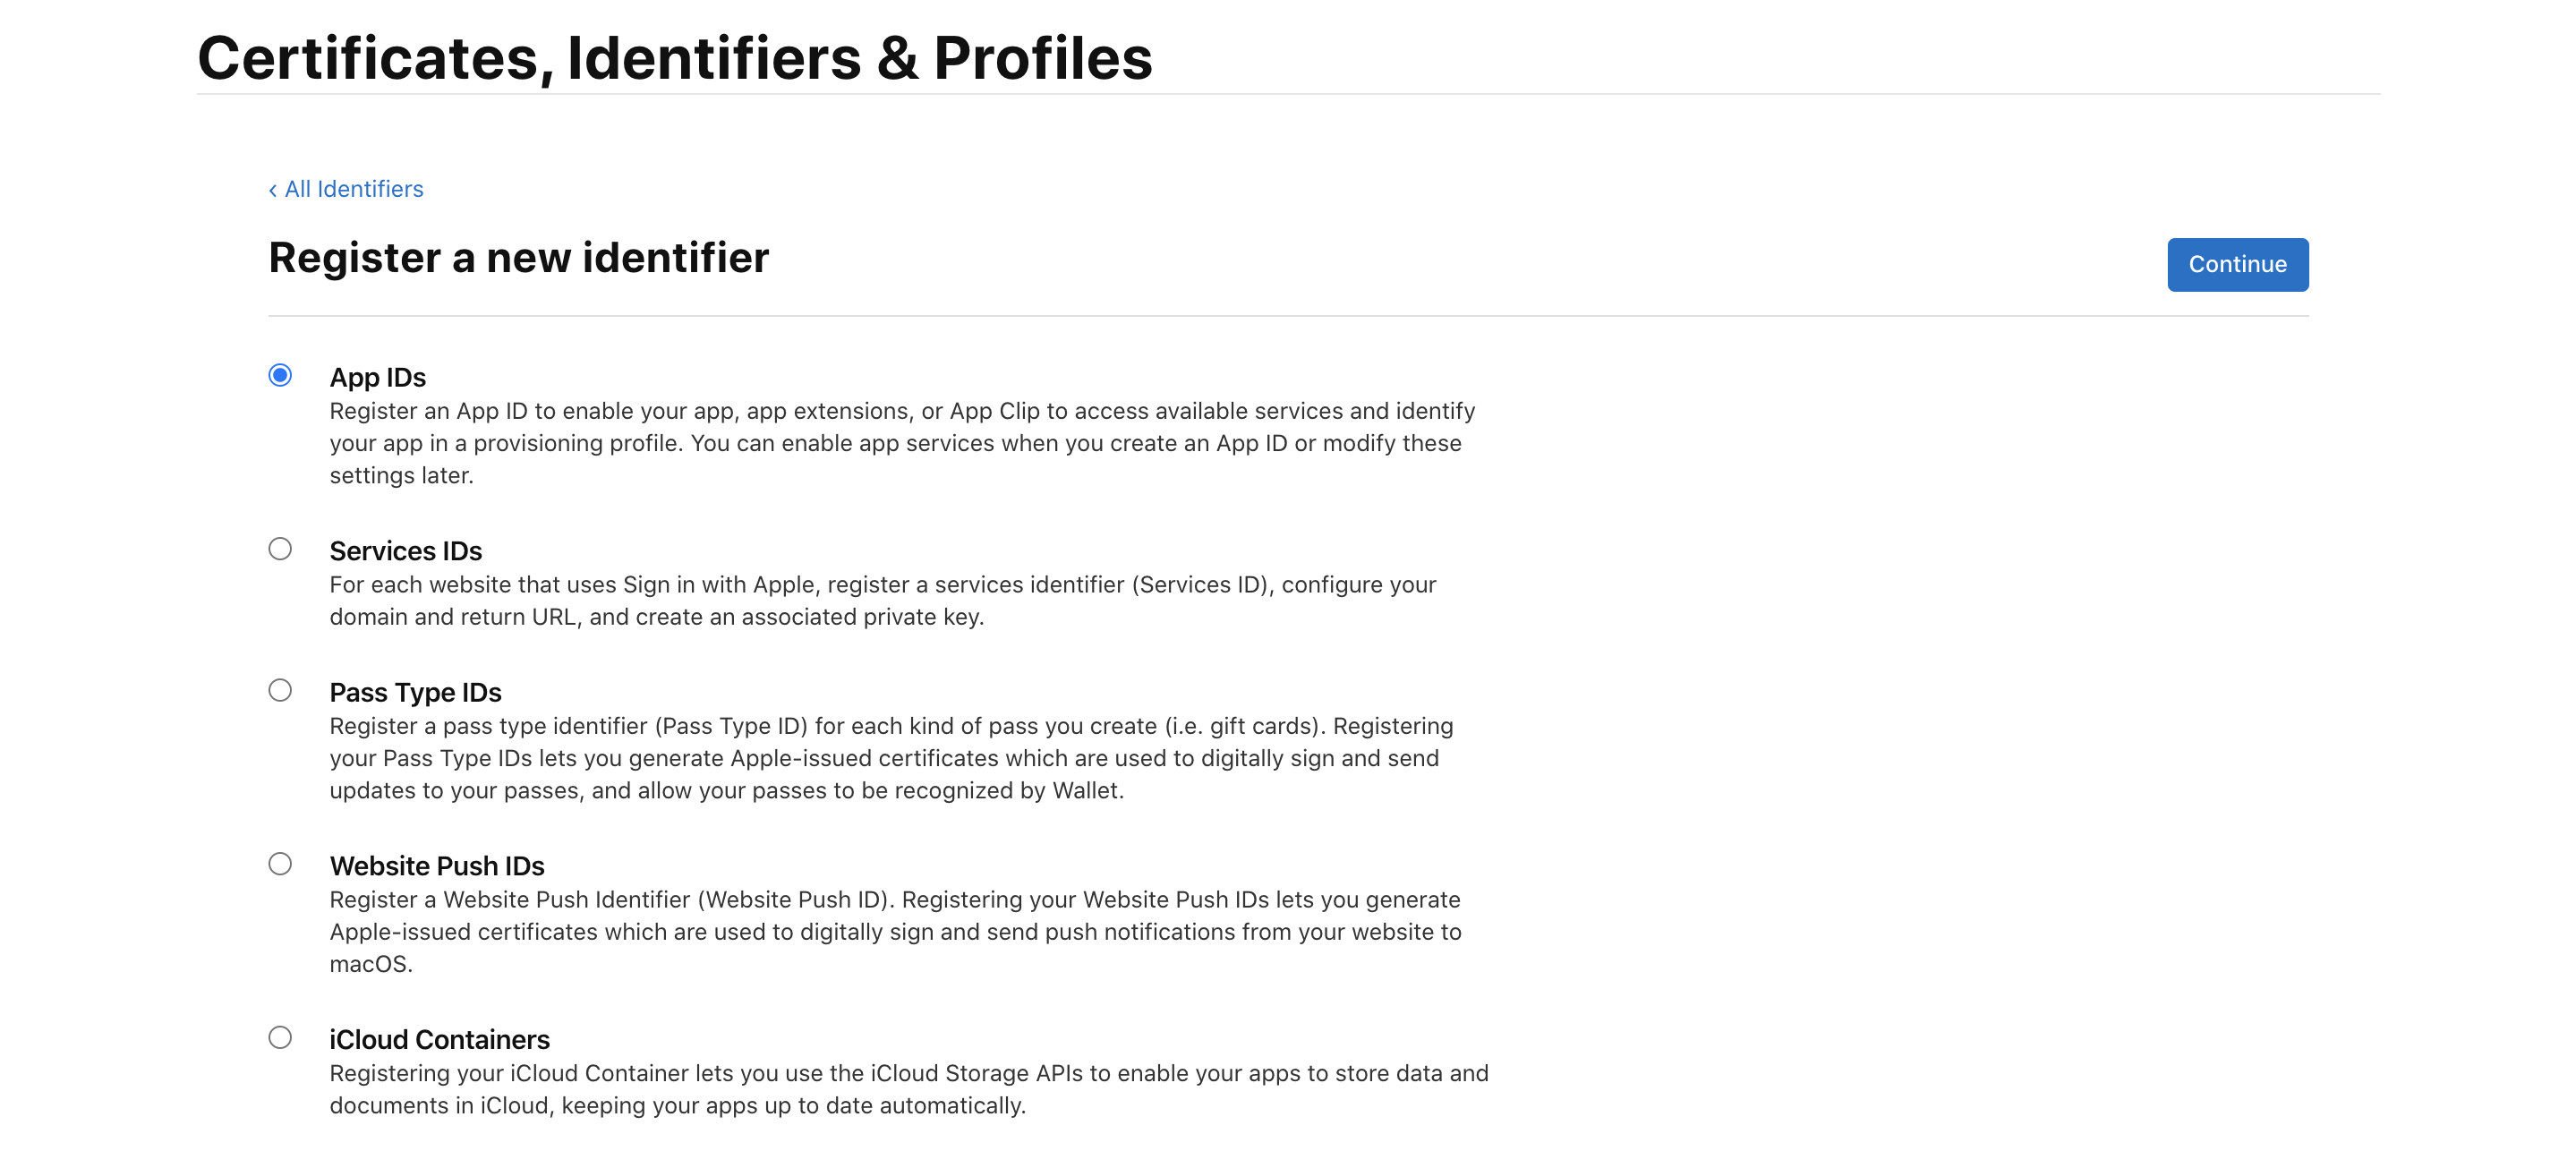 Certificates, Identifiers & Profiles
‹ All Identifiers
Register a new identifier
Continue
App IDs
Register an App ID to enable your app, app extensions, or App Clip to access available services and identify
your app in a provisioning profile. You can enable app services when you create an App ID or modify these
settings later.
Services IDs
For each website that uses Sign in with Apple, register a services identifier (Services ID), configure your
domain and return URL, and create an associated private key.
Pass Type IDs
Register a pass type identifier (Pass Type ID) for each kind of pass you create (i.e. gift cards). Registering
your Pass Type IDs lets you generate Apple-issued certificates which are used to digitally sign and send
updates to your passes, and allow your passes to be recognized by Wallet.
Website Push IDs
Register a Website Push Identifier (Website Push ID). Registering your Website Push IDs lets you generate
Apple-issued certificates which are used to digitally sign and send push notifications from your website to
macOS.
iCloud Containers
Registering your iCloud Container lets you use the iCloud Storage APIs to enable your apps to store data and
documents in iCloud, keeping your apps up to date automatically.